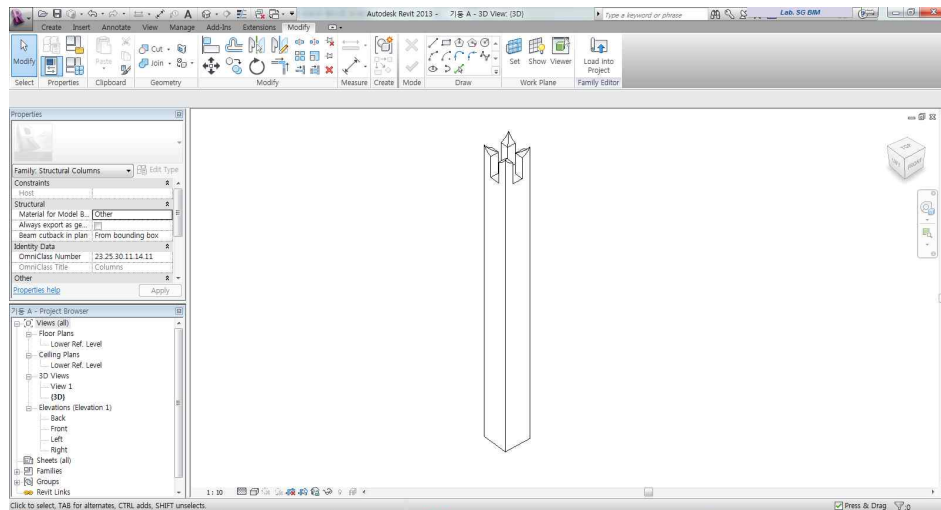 Autodesk Revit 2013 - 기둥 A - 3D View: {3D}
Type a keyword or phrase
Lab. SG BIM
Create Insert Annotate View Manage Add-Ins Extensions Modify
Modify
Paste
Cut
Join
Set Show Viewer
Load into
Project
Select Properties Clipboard Geometry Modify Measure Create Mode Draw Work Plane Family Editor
Properties
Family: Structural Columns Edit Type
Constraints
Host
Structural
Material for Model B... Other
Always export as ge...
Beam cutback in plan From bounding box
Identity Data
OmniClass Number 23.25.30.11.14.11
OmniClass Title Columns
Other
Properties help Apply
기둥 A - Project Browser
Views (all)
Floor Plans
Lower Ref. Level
Ceiling Plans
Lower Ref. Level
3D Views
View 1
{3D}
Elevations (Elevation 1)
Back
Front
Left
Right
Sheets (all)
Families
Groups
Revit Links
TOP
FRONT
1 : 10
Click to select, TAB for alternates, CTRL adds, SHIFT unselects.
Press & Drag
:0